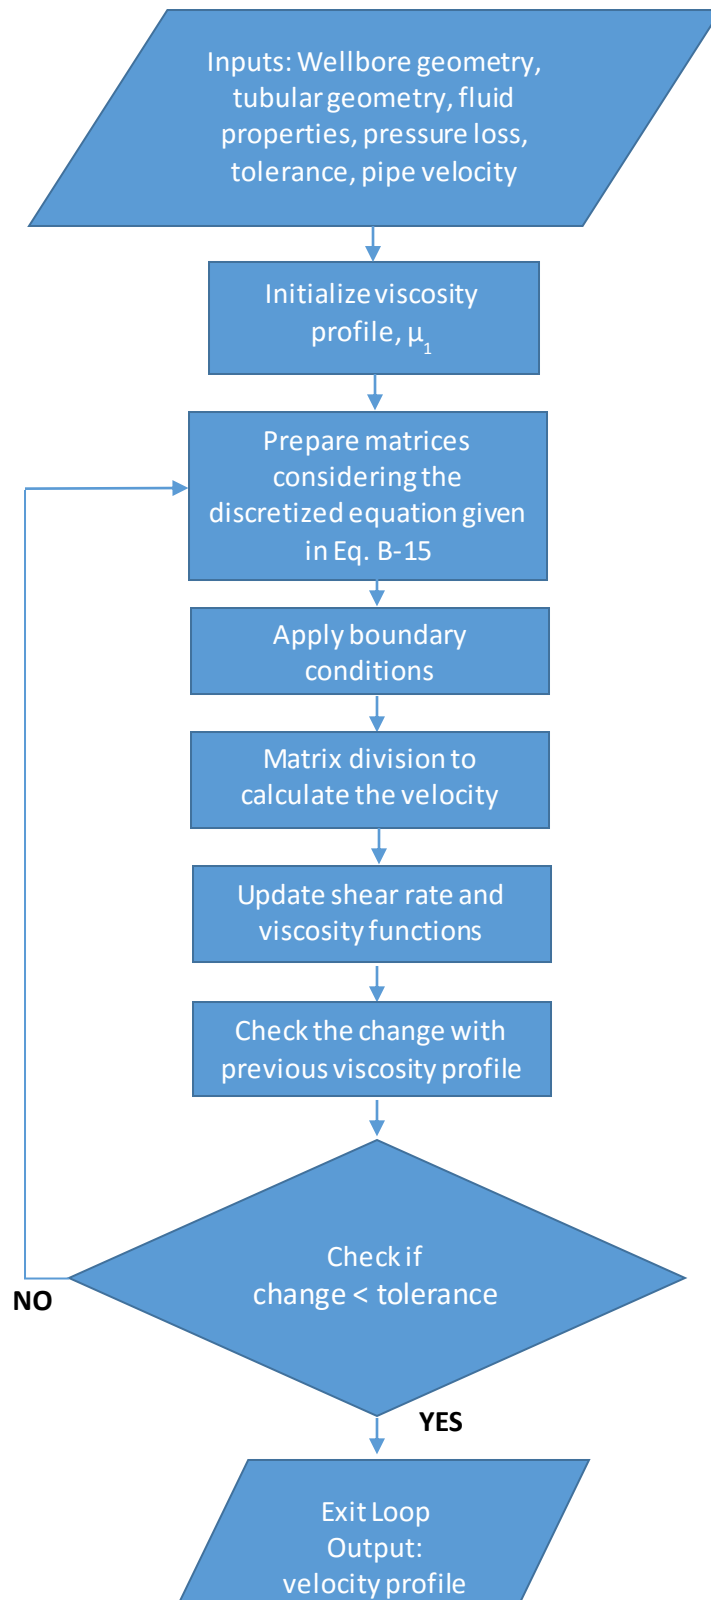 Inputs: Wellbore geometry,
tubular geometry, fluid
properties, pressure loss,
tolerance, pipe velocity
Initialize viscosity
profile, µ₁
Prepare matrices
considering the
discretized equation given
in Eq. B-15
Apply boundary
conditions
Matrix division to
calculate the velocity
Update shear rate and
viscosity functions
Check the change with
previous viscosity profile
Check if
change < tolerance
NO
YES
Exit Loop
Output:
velocity profile